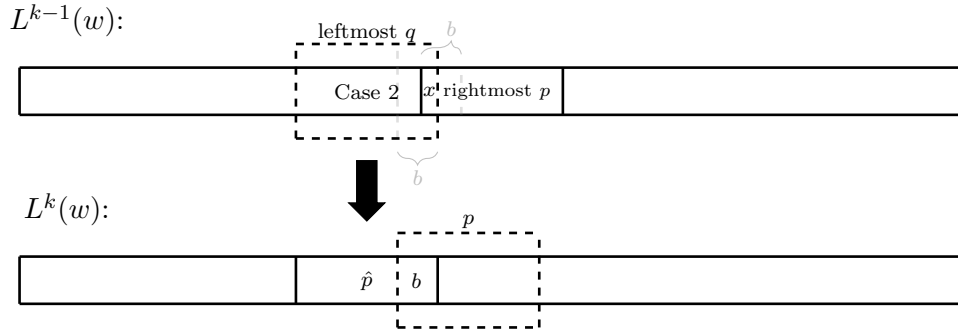 L^{k-1}(w):
leftmost q
b
Case 2
x
rightmost p
b
L^k(w):
p
p̂
b